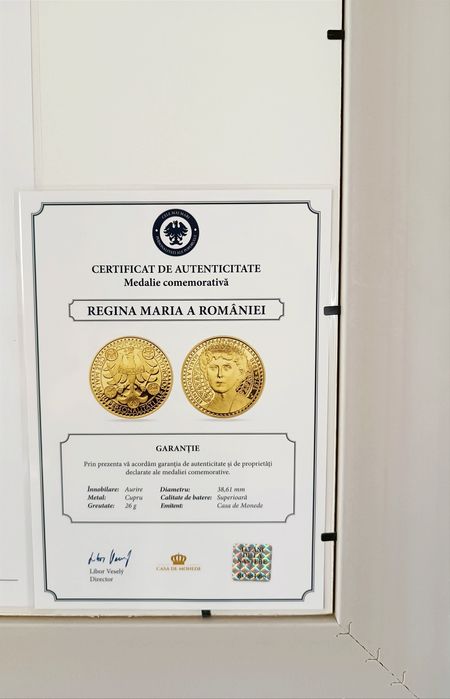 CERTIFICAT DE AUTENTICITATE
Medalie comemorativă
REGINA MARIA A ROMÂNIEI
GARANȚIE
Prin prezenta vă acordăm garanția de autenticitate și de proprietăți
declarate ale medaliei comemorative.
Înnobilare: Aurire Diametru: 38,61 mm
Metal: Cupru Calitate de batere: Superioară
Greutate: 26 g Emitent: Casa de Monede
Libor Veselý
Director
CASA DE MONEDE